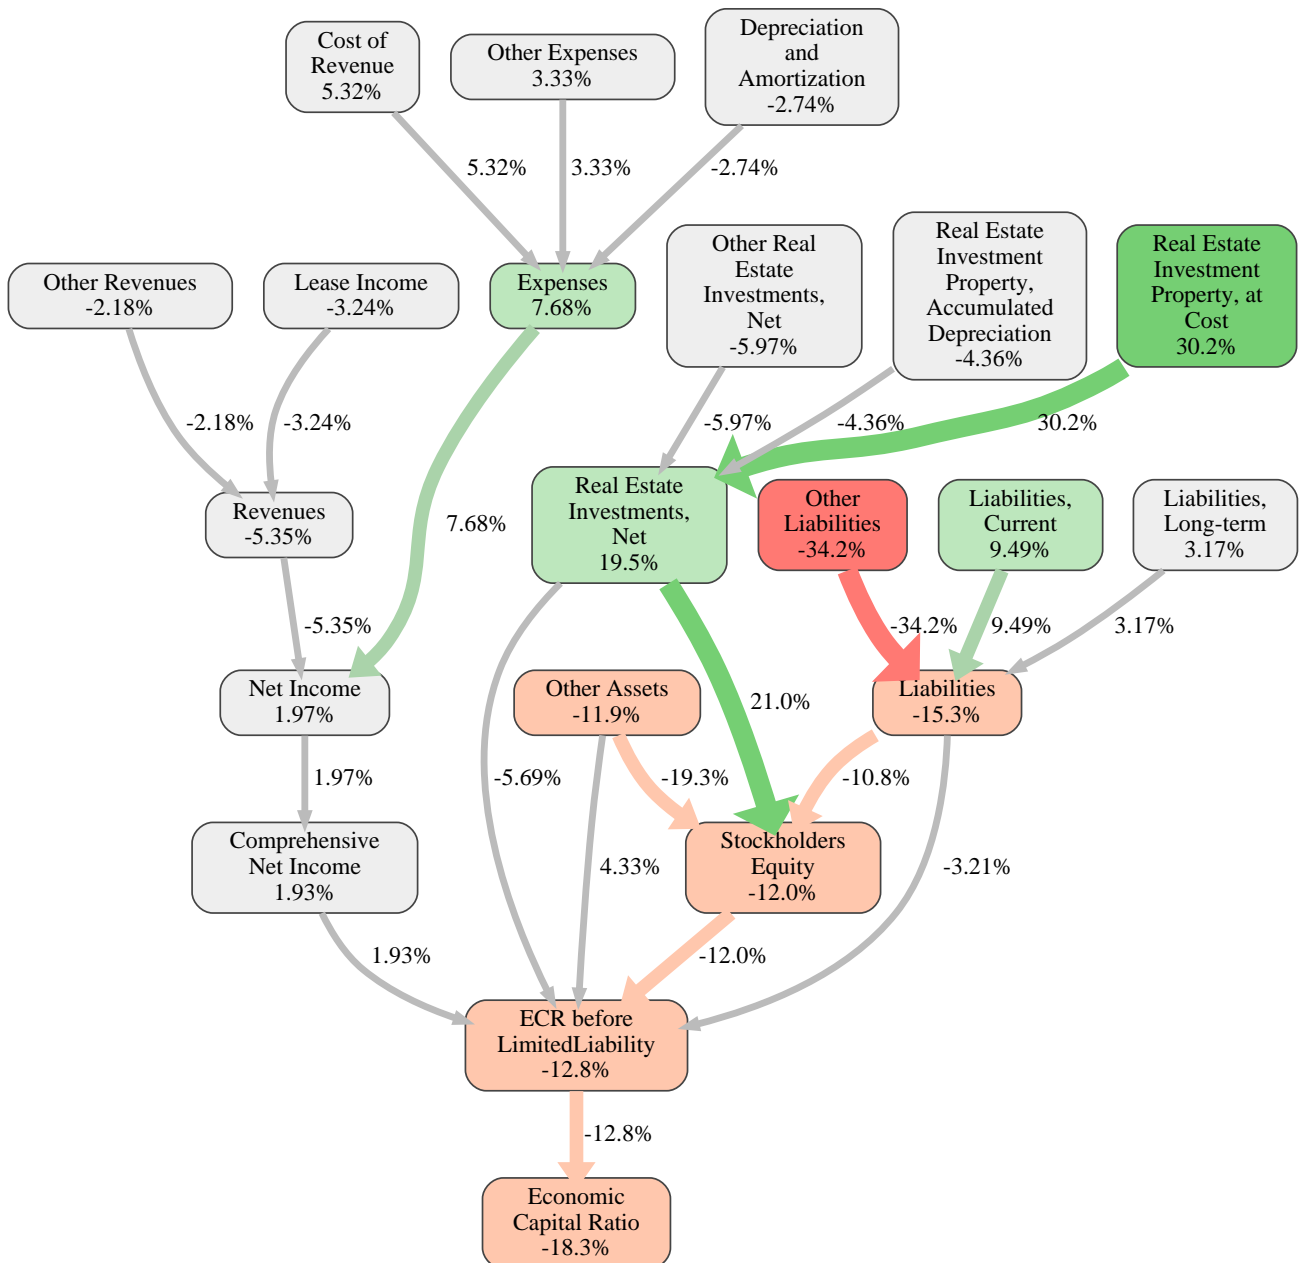 Cost of
Revenue
5.32%
Other Expenses
3.33%
Depreciation
and
Amortization
-2.74%
5.32%
3.33%
-2.74%
Other Revenues
-2.18%
Lease Income
-3.24%
Expenses
7.68%
Other Real
Estate
Investments,
Net
-5.97%
Real Estate
Investment
Property,
Accumulated
Depreciation
-4.36%
Real Estate
Investment
Property, at
Cost
30.2%
-2.18%
-3.24%
-5.97%
-4.36%
30.2%
Revenues
-5.35%
7.68%
Real Estate
Investments,
Net
19.5%
Other
Liabilities
-34.2%
Liabilities,
Current
9.49%
Liabilities,
Long-term
3.17%
-5.35%
-34.2%
9.49%
3.17%
Net Income
1.97%
Other Assets
-11.9%
21.0%
Liabilities
-15.3%
1.97%
-5.69%
-19.3%
-10.8%
Comprehensive
Net Income
1.93%
4.33%
Stockholders
Equity
-12.0%
-3.21%
1.93%
-12.0%
ECR before
LimitedLiability
-12.8%
-12.8%
Economic
Capital Ratio
-18.3%